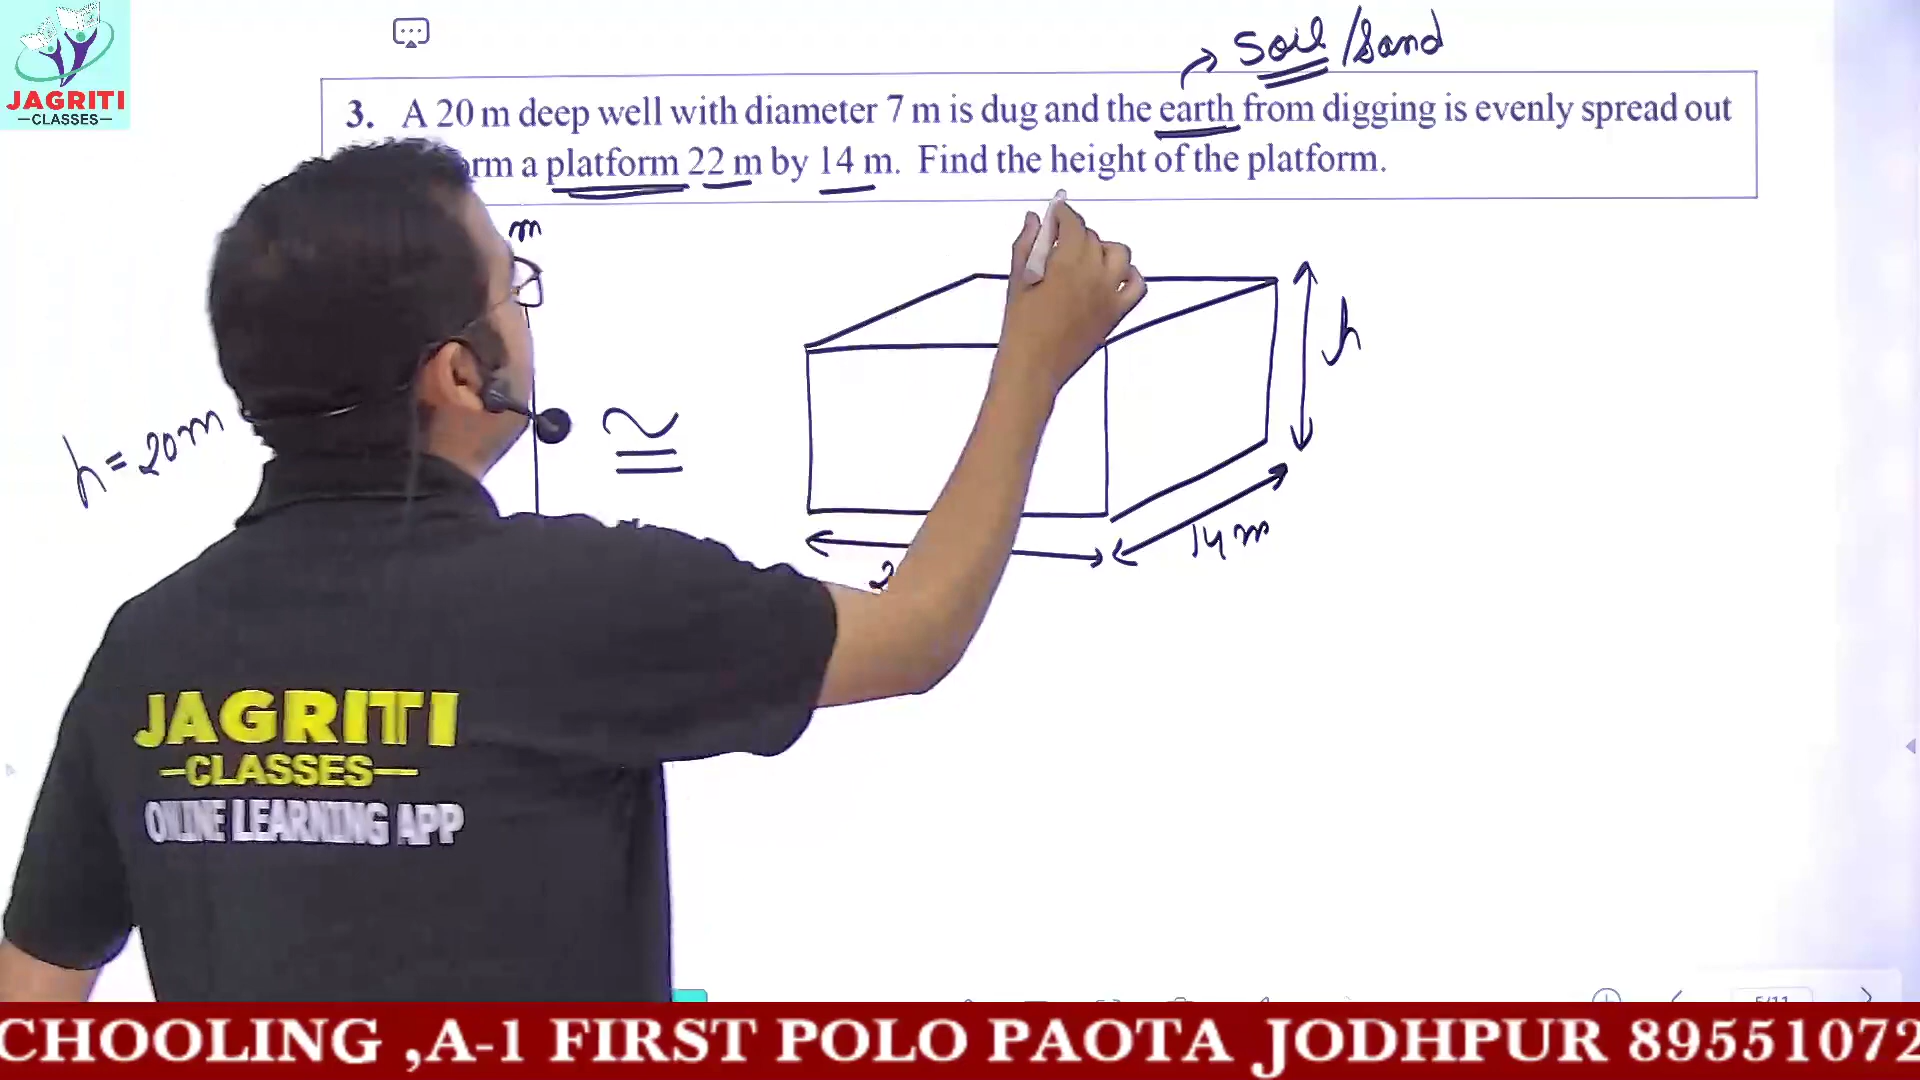 JAGRITI
CLASSES
Soil / Sand
3. A 20 m deep well with diameter 7 m is dug and the earth from digging is evenly spread out
rm a platform 22 m by 14 m. Find the height of the platform.
m
h = 20m
≅
h
14 m
2
JAGRITI
CLASSES
ONLINE LEARNING APP
CHOOLING ,A-1 FIRST POLO PAOTA JODHPUR 89551072